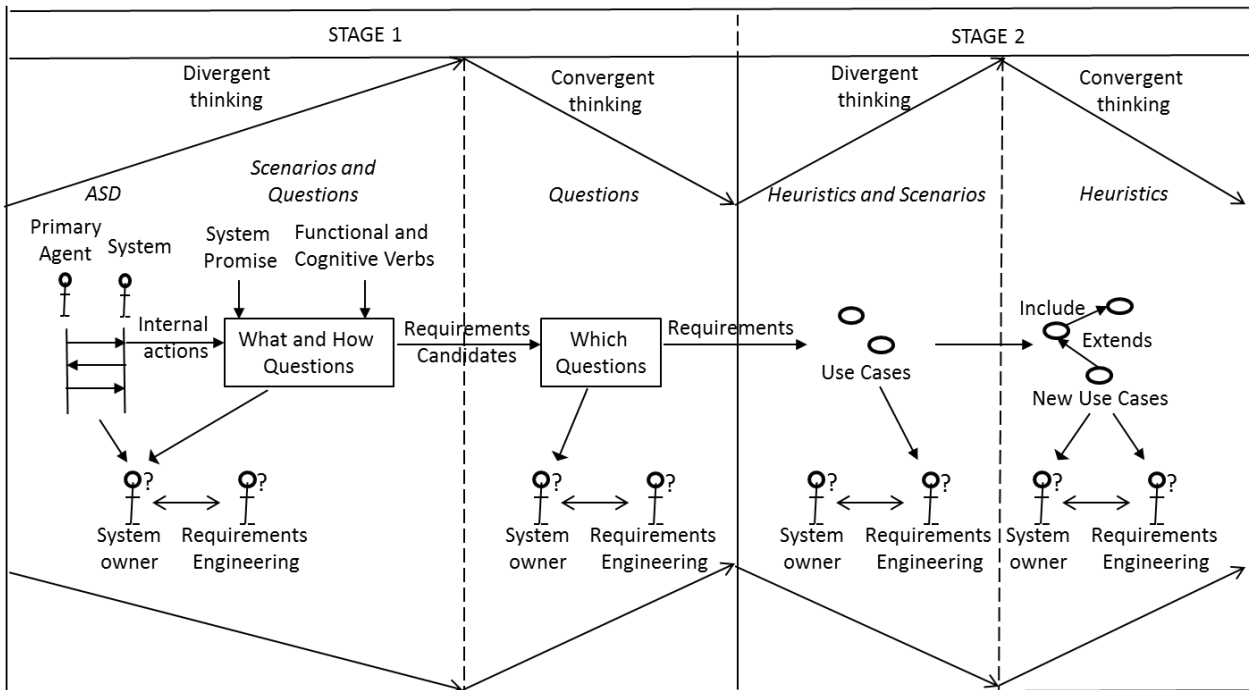 STAGE 1
STAGE 2
Divergent
thinking
Convergent
thinking
Divergent
thinking
Convergent
thinking
ASD
Scenarios and
Questions
Questions
Heuristics and Scenarios
Heuristics
Primary
Agent
System
System
Promise
Functional and
Cognitive Verbs
Internal
actions
What and How
Questions
Requirements
Candidates
Which
Questions
Requirements
Use Cases
Include
Extends
New Use Cases
?
System
owner
?
Requirements
Engineering
?
System
owner
?
Requirements
Engineering
?
System
owner
?
Requirements
Engineering
?
System
owner
?
Requirements
Engineering